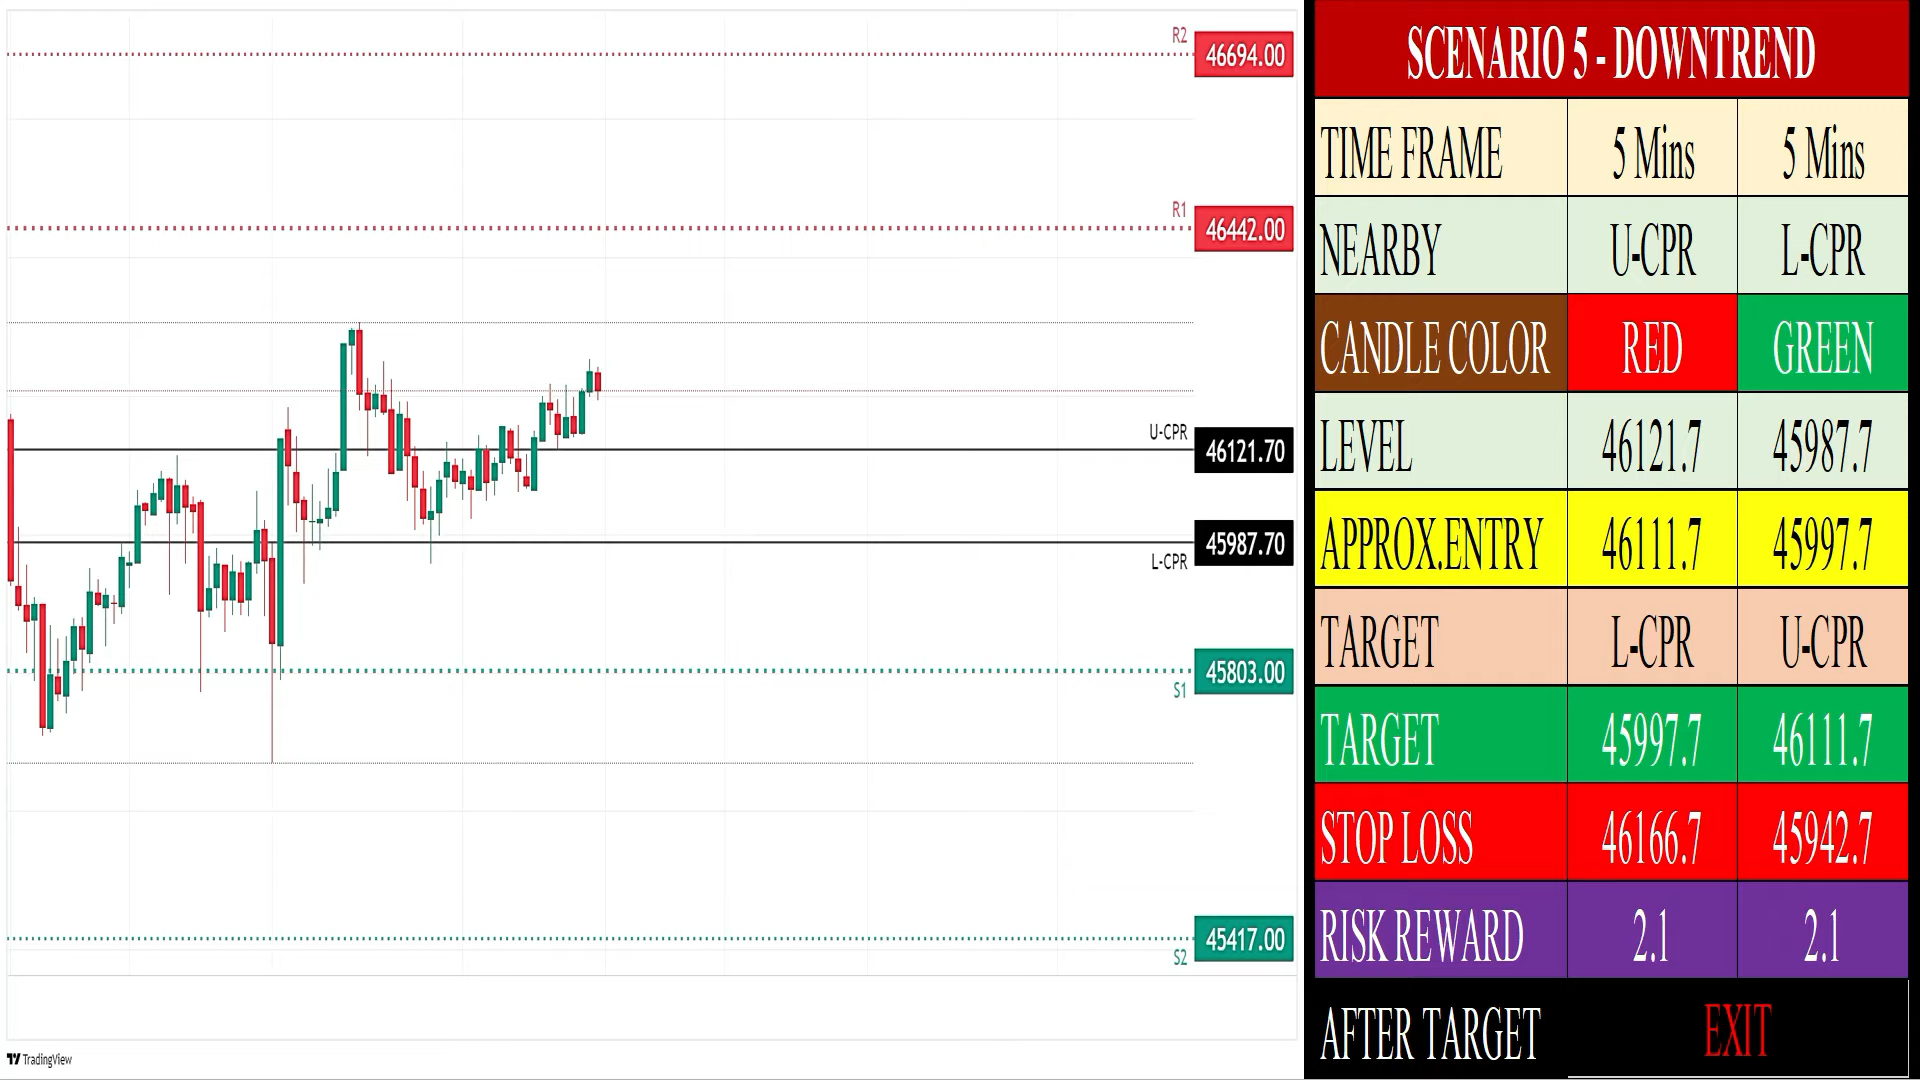 R2
46694.00
R1
46442.00
U-CPR
46121.70
45987.70
L-CPR
45803.00
S1
45417.00
S2
TradingView
SCENARIO 5 - DOWNTREND
TIME FRAME 5 Mins 5 Mins
NEARBY U-CPR L-CPR
CANDLE COLOR RED GREEN
LEVEL 46121.7 45987.7
APPROX.ENTRY 46111.7 45997.7
TARGET L-CPR U-CPR
TARGET 45997.7 46111.7
STOP LOSS 46166.7 45942.7
RISK REWARD 2.1 2.1
AFTER TARGET EXIT